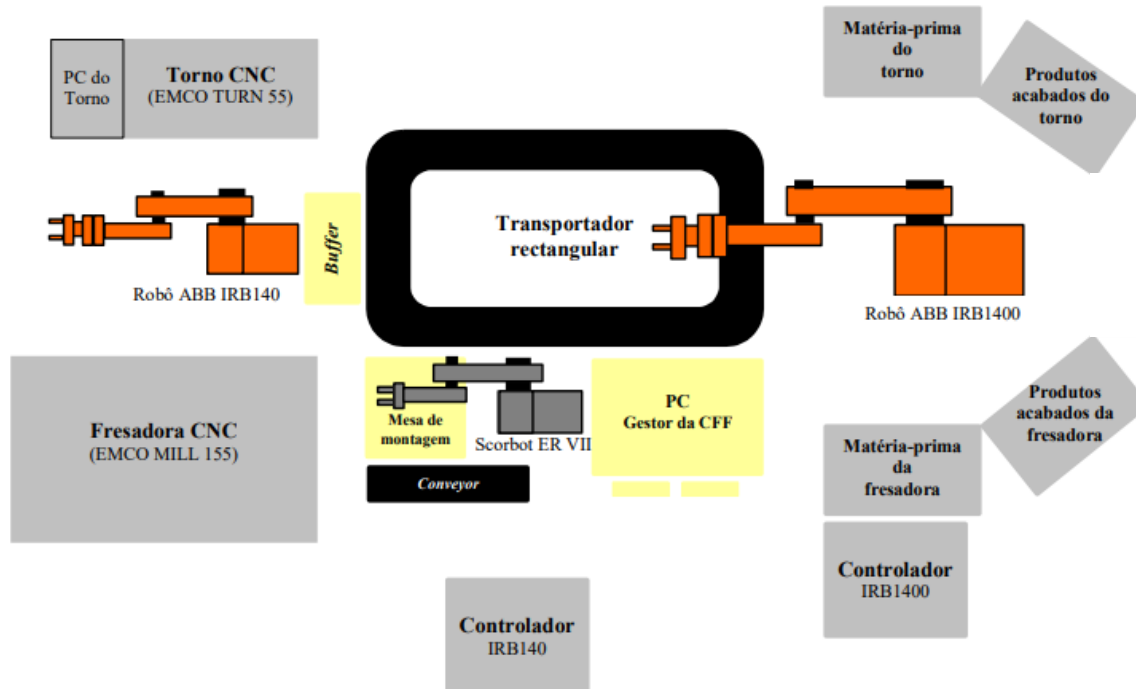 PC do
Torno
Torno CNC
(EMCO TURN 55)
Matéria-prima
do
torno
Produtos
acabados do
torno
Buffer
Transportador
rectangular
Robô ABB IRB140
Robô ABB IRB1400
Fresadora CNC
(EMCO MILL 155)
Mesa de
montagem
Scorbot ER VII
PC
Gestor da CFF
Conveyor
Produtos
acabados da
fresadora
Matéria-prima
da
fresadora
Controlador
IRB1400
Controlador
IRB140